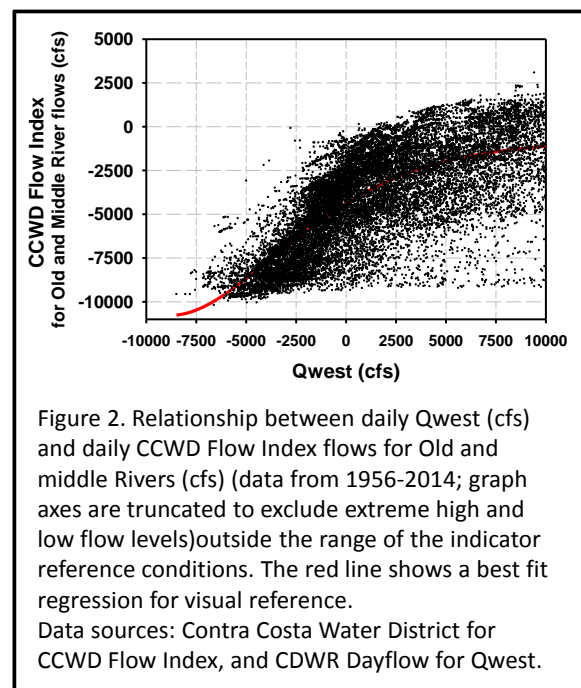 CCWD Flow Index
for Old and Middle River flows (cfs)
5000
2500
0
-2500
-5000
-7500
-10000
-10000 -7500 -5000 -2500 0 2500 5000 7500 10000
Qwest (cfs)
Figure 2. Relationship between daily Qwest (cfs)
and daily CCWD Flow Index flows for Old and
middle Rivers (cfs) (data from 1956-2014; graph
axes are truncated to exclude extreme high and
low flow levels)outside the range of the indicator
reference conditions. The red line shows a best fit
regression for visual reference.
Data sources: Contra Costa Water District for
CCWD Flow Index, and CDWR Dayflow for Qwest.